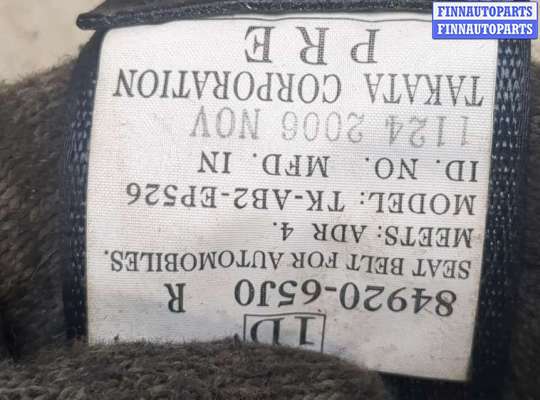 FINNAUTOPARTS
FINNAUTOPARTS
1D
84920-65J0 R
SEAT BELT FOR AUTOMOBILES.
MEETS: ADR 4.
MODEL: TK-AB2-EP526
ID. NO. MFD. IN
1124 2006 NOV
TAKATA CORPORATION
P R E